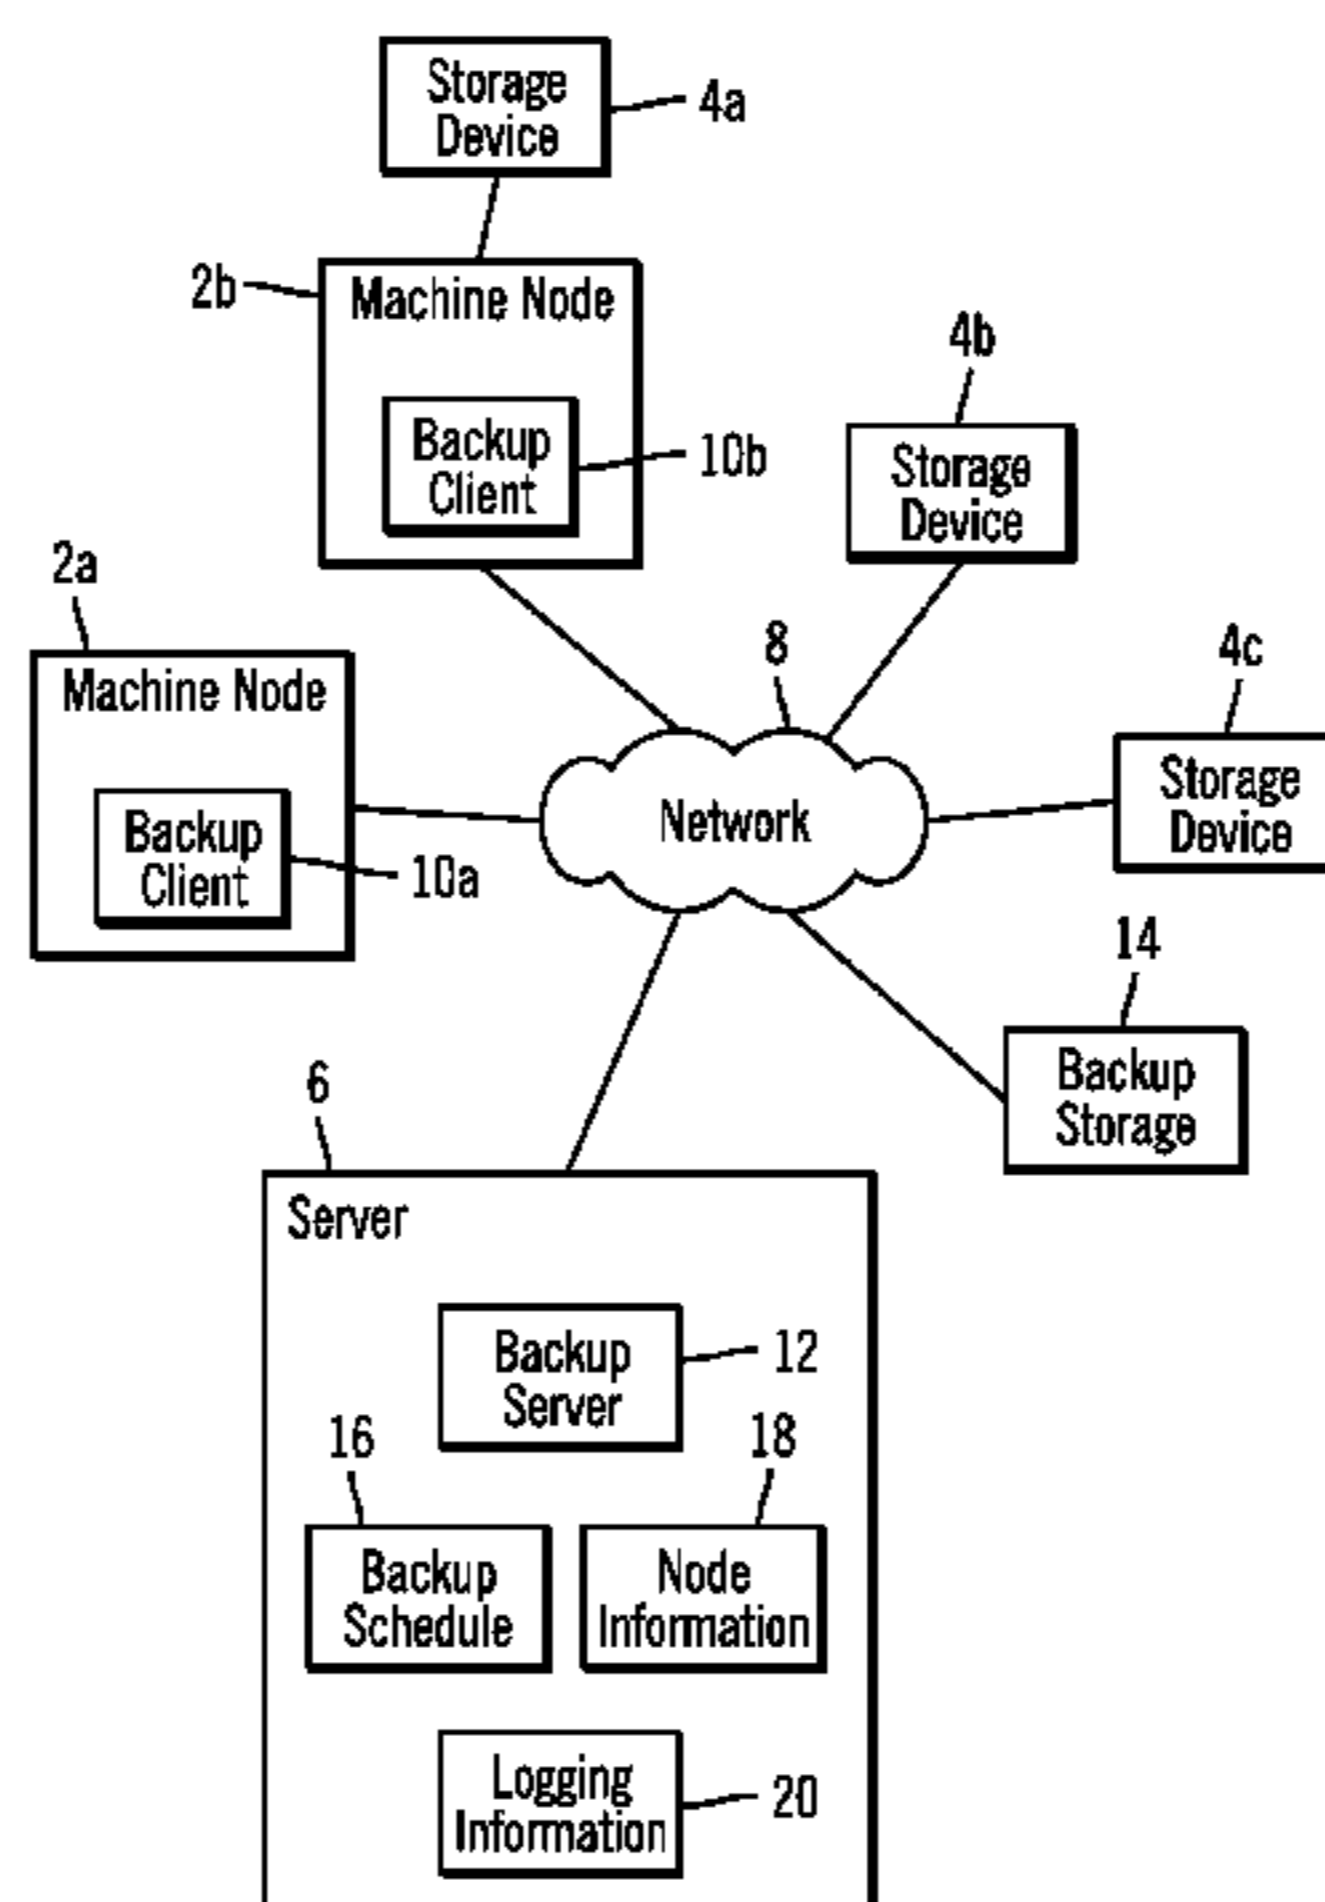 Storage
Device
4a
2b
Machine Node
Backup
Client
10b
4b
Storage
Device
2a
Machine Node
Backup
Client
10a
8
Network
4c
Storage
Device
14
Backup
Storage
6
Server
Backup
Server
12
16
Backup
Schedule
18
Node
Information
Logging
Information
20